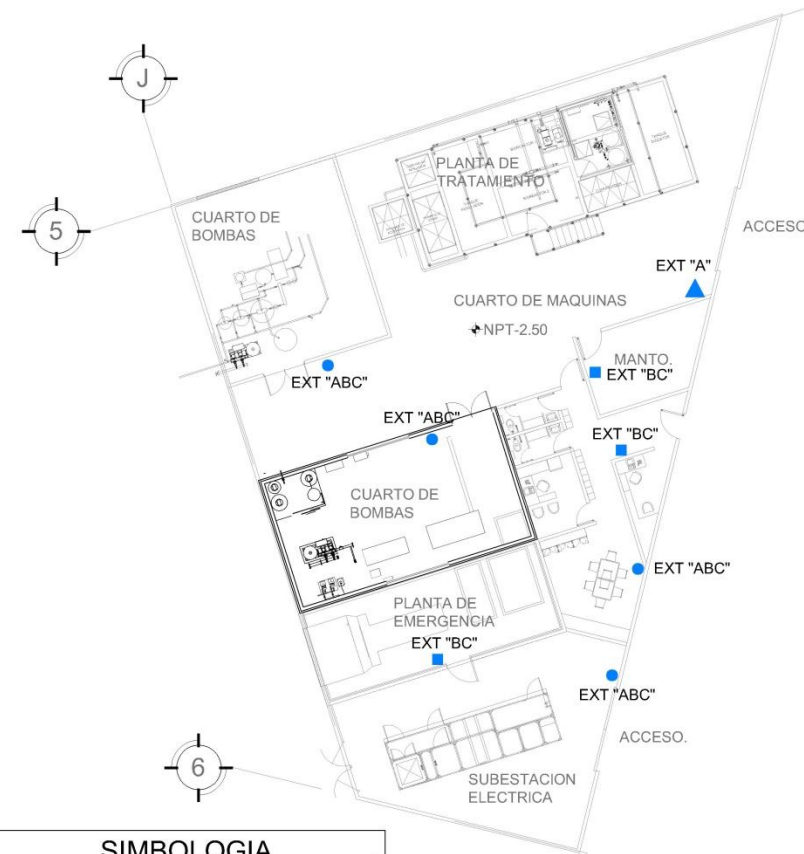 J
5
CUARTO DE
BOMBAS
PLANTA DE
TRATAMIENTO
ACCESO
EXT "A"
CUARTO DE MAQUINAS
NPT-2.50
MANTO.
EXT "BC"
EXT "ABC"
EXT "ABC"
EXT "BC"
CUARTO DE
BOMBAS
EXT "ABC"
PLANTA DE
EMERGENCIA
EXT "BC"
EXT "ABC"
ACCESO.
6
SUBESTACION
ELECTRICA
SIMBOLOGIA